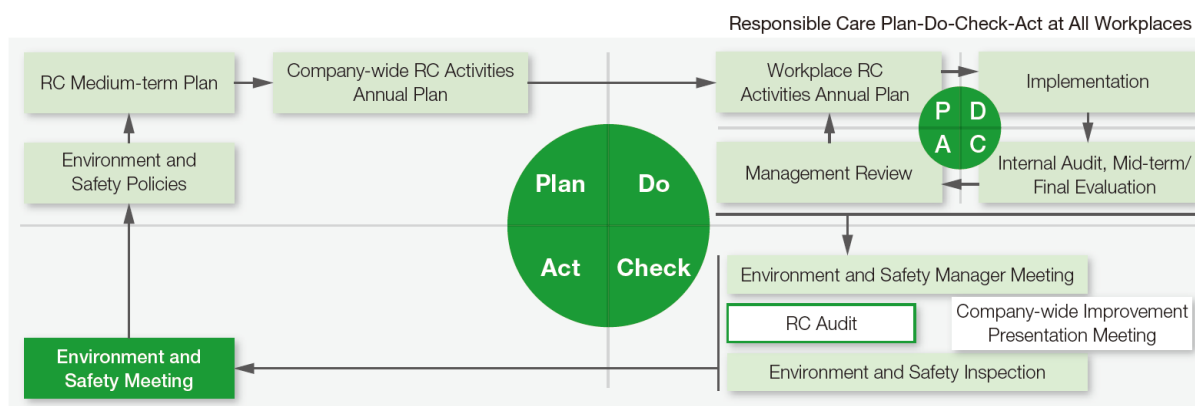 Responsible Care Plan-Do-Check-Act at All Workplaces
RC Medium-term Plan
Company-wide RC Activities
Annual Plan
Workplace RC
Activities Annual Plan
Implementation
P D
A C
Environment and
Safety Policies
Management Review
Internal Audit, Mid-term/
Final Evaluation
Plan Do
Act Check
Environment and Safety Manager Meeting
RC Audit
Company-wide Improvement
Presentation Meeting
Environment and Safety Inspection
Environment and
Safety Meeting